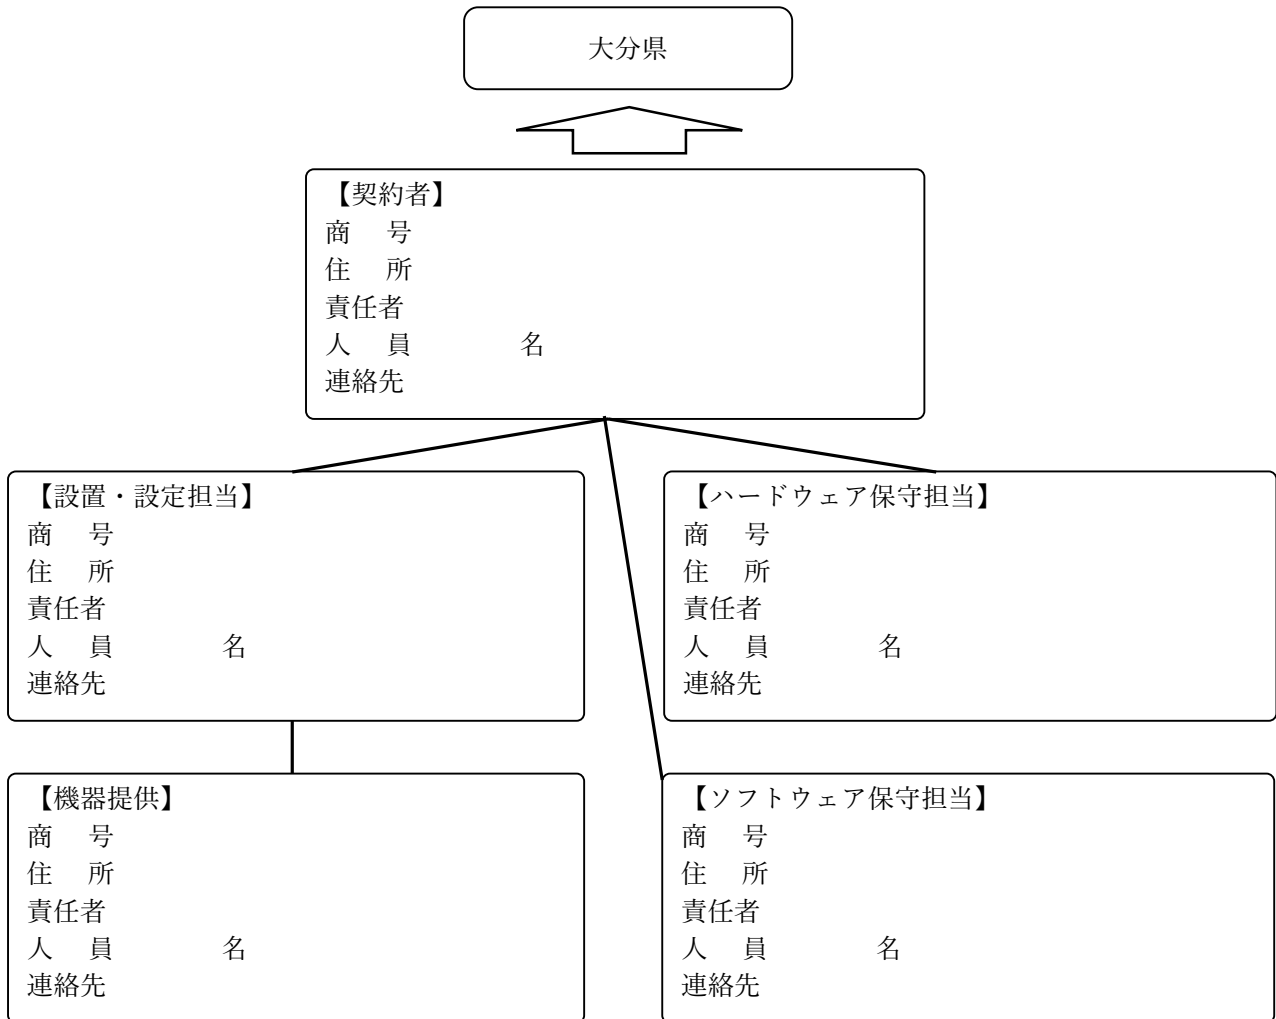 大分県
【契約者】
商　号
住　所
責任者
人　員　　　　名
連絡先
【設置・設定担当】
商　号
住　所
責任者
人　員　　　　名
連絡先
【ハードウェア保守担当】
商　号
住　所
責任者
人　員　　　　名
連絡先
【機器提供】
商　号
住　所
責任者
人　員　　　　名
連絡先
【ソフトウェア保守担当】
商　号
住　所
責任者
人　員　　　　名
連絡先